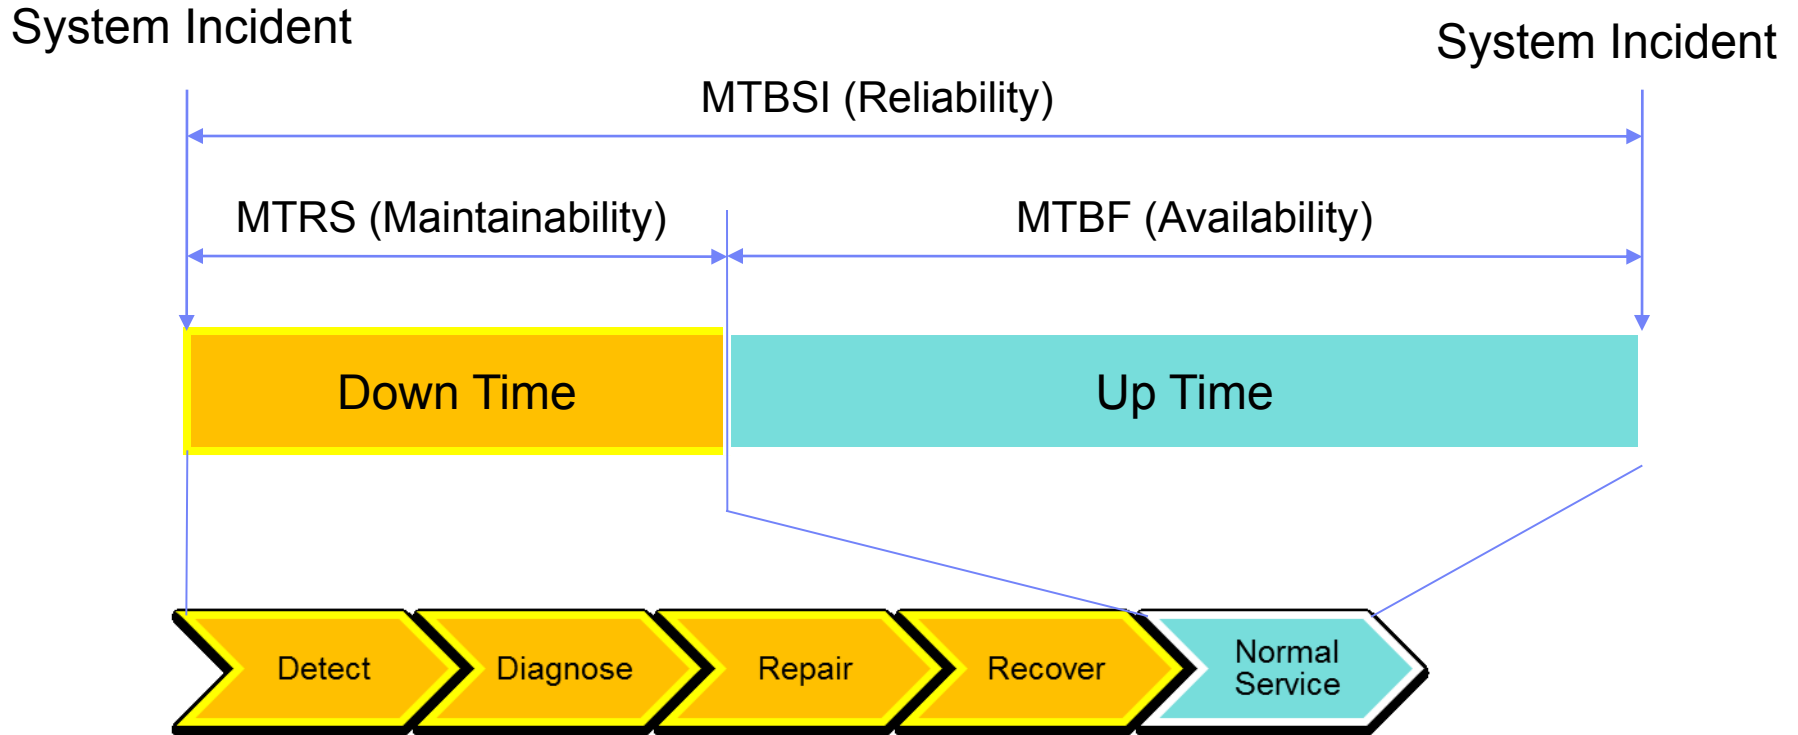 System Incident
System Incident
MTBSI (Reliability)
MTRS (Maintainability)
MTBF (Availability)
Down Time
Up Time
Detect
Diagnose
Repair
Recover
Normal
Service